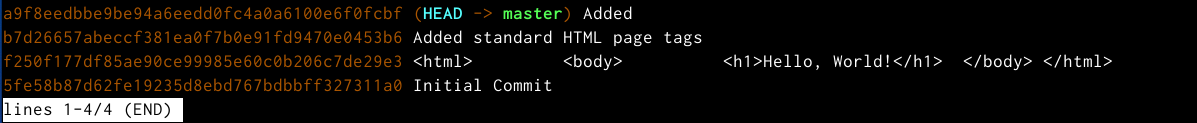 a9f8eedbbe9be94a6eedd0fc4a0a6100e6f0fcbf (HEAD -> master) Added
b7d26657abeccf381ea0f7b0e91fd9470e0453b6 Added standard HTML page tags
f250f177df85ae90ce99985e60c0b206c7de29e3 <html>         <body>          <h1>Hello, World!</h1>  </body> </html>
5fe58b87d62fe19235d8ebd767bdbbff327311a0 Initial Commit
lines 1-4/4 (END)